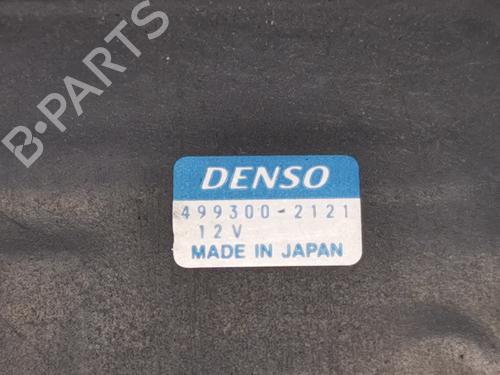 B-PARTS
DENSO
499300-2121
12V
MADE IN JAPAN